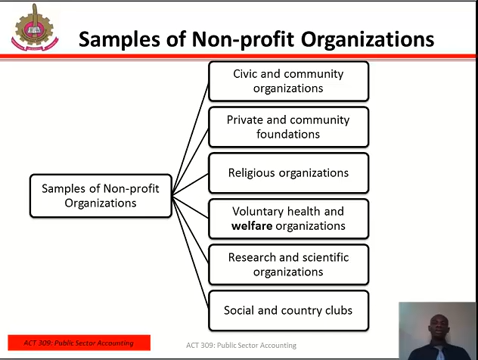 Samples of Non-profit Organizations
Civic and community
organizations
Private and community
foundations
Religious organizations
Samples of Non-profit
Organizations
Voluntary health and
welfare organizations
Research and scientific
organizations
Social and country clubs
ACT 309: Public Sector Accounting
ACT 309: Public Sector Accounting